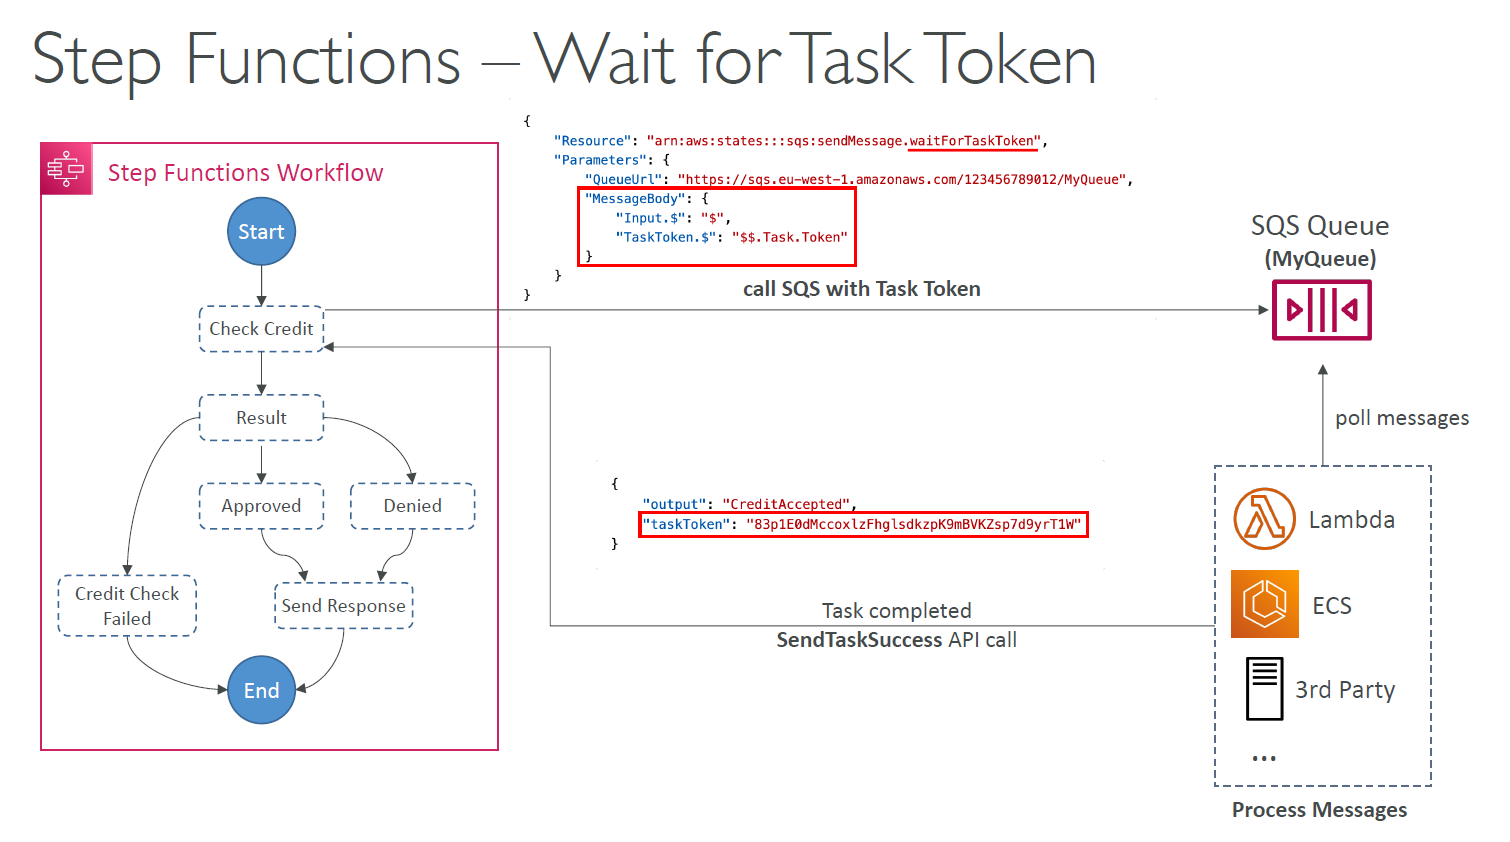 Step Functions – Wait for Task Token
Step Functions Workflow
Start
Check Credit
Result
Approved
Denied
Credit Check
Failed
Send Response
End
{
"Resource": "arn:aws:states:::sqs:sendMessage.waitForTaskToken",
"Parameters": {
"QueueUrl": "https://sqs.eu-west-1.amazonaws.com/123456789012/MyQueue",
"MessageBody": {
"Input.$": "$",
"TaskToken.$": "$$.Task.Token"
}
}
}
call SQS with Task Token
SQS Queue
(MyQueue)
poll messages
{
"output": "CreditAccepted",
"taskToken": "83p1E0dMccoxlzFhglsdkzpK9mBVKZsp7d9yrT1W"
}
Task completed
SendTaskSuccess API call
Lambda
ECS
3rd Party
...
Process Messages